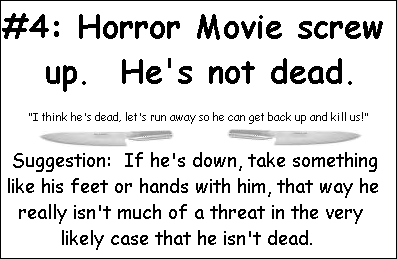 #4: Horror Movie screw
up.  He's not dead.
"I think he's dead, let's run away so he can get back up and kill us!"
Suggestion:  If he's down, take something
like his feet or hands with him, that way he
really isn't much of a threat in the very
likely case that he isn't dead.